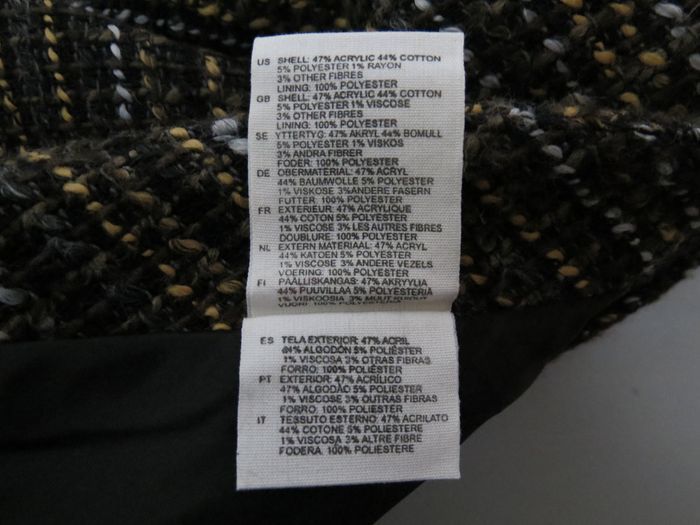 US SHELL: 47% ACRYLIC 44% COTTON
5% POLYESTER 1% RAYON
3% OTHER FIBRES
LINING: 100% POLYESTER
GB SHELL: 47% ACRYLIC 44% COTTON
5% POLYESTER 1% VISCOSE
3% OTHER FIBRES
LINING: 100% POLYESTER
SE YTTERTYG: 47% AKRYL 44% BOMULL
5% POLYESTER 1% VISKOS
3% ANDRA FIBRER
FODER: 100% POLYESTER
DE OBERMATERIAL: 47% ACRYL
44% BAUMWOLLE 5% POLYESTER
1% VISKOSE 3%ANDERE FASERN
FUTTER: 100% POLYESTER
FR EXTERIEUR: 47% ACRYLIQUE
44% COTON 5% POLYESTER
1% VISCOSE 3% LES AUTRES FIBRES
DOUBLURE: 100% POLYESTER
NL EXTERN MATERIAAL: 47% ACRYL
44% KATOEN 5% POLYESTER
1% VISCOSE 3% ANDERE VEZELS
VOERING: 100% POLYESTER
FI PÄÄLLISKANGAS: 47% AKRYYLIA
44% PUUVILLAA 5% POLYESTERIA
1% VISKOOSIA 3% MUUT KUIDUT
VUORI: 100% POLYESTERIA
ES TELA EXTERIOR: 47% ACRIL
44% ALGODÓN 5% POLIÉSTER
1% VISCOSA 3% OTRAS FIBRAS
FORRO: 100% POLIÉSTER
PT EXTERIOR: 47% ACRÍLICO
47% ALGODÃO 5% POLIÉSTER
1% VISCOSE 3% OUTRAS FIBRAS
FORRO: 100% POLIESTER
IT TESSUTO ESTERNO: 47% ACRILATO
44% COTONE 5% POLIESTERE
1% VISCOSA 3% ALTRE FIBRE
FODERA: 100% POLIESTERE